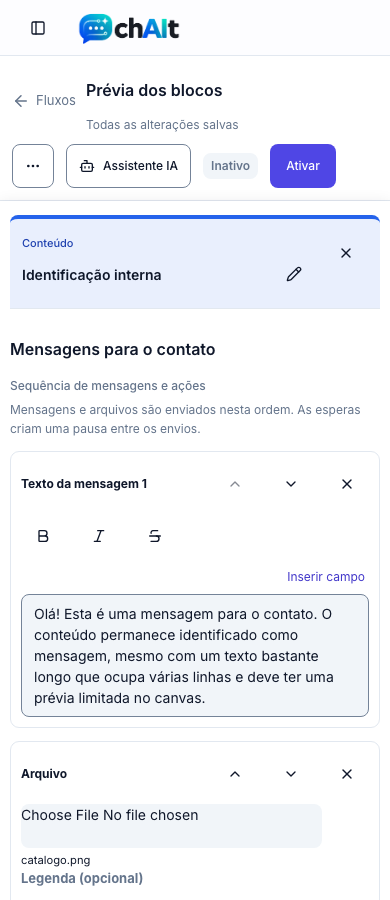 chAIt
Fluxos
Prévia dos blocos
Todas as alterações salvas
Assistente IA
Inativo
Ativar
Conteúdo
Identificação interna
Mensagens para o contato
Sequência de mensagens e ações
Mensagens e arquivos são enviados nesta ordem. As esperas
criam uma pausa entre os envios.
Texto da mensagem 1
B I S
Inserir campo
Olá! Esta é uma mensagem para o contato. O
conteúdo permanece identificado como
mensagem, mesmo com um texto bastante
longo que ocupa várias linhas e deve ter uma
prévia limitada no canvas.
Arquivo
Choose File No file chosen
catalogo.png
Legenda (opcional)